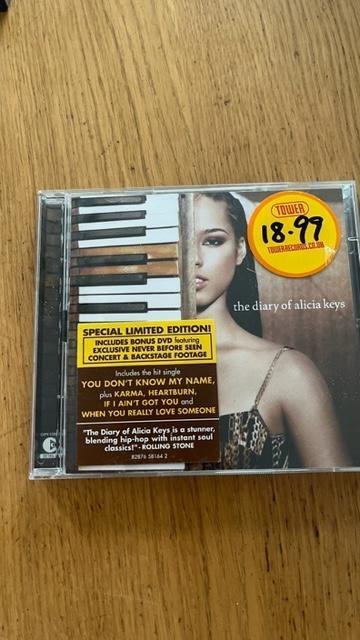 TOWER
18.99
TOWERRECORDS.CO.UK
the diary of alicia keys
SPECIAL LIMITED EDITION!
INCLUDES BONUS DVD featuring
EXCLUSIVE NEVER BEFORE SEEN
CONCERT & BACKSTAGE FOOTAGE
Includes the hit single
YOU DON'T KNOW MY NAME,
plus KARMA, HEARTBURN,
IF I AIN'T GOT YOU and
WHEN YOU REALLY LOVE SOMEONE
"The Diary of Alicia Keys is a stunner,
blending hip-hop with instant soul
classics!" - ROLLING STONE
82876 58164 2